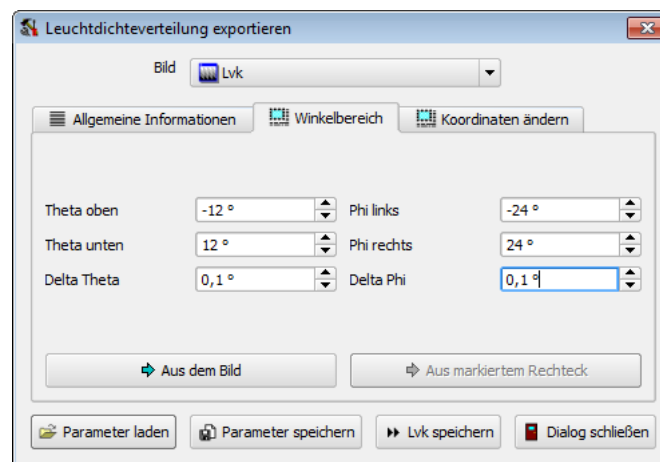 Leuchtdichteverteilung exportieren
Bild Lvk
Allgemeine Informationen Winkelbereich Koordinaten ändern
Theta oben -12 ° Phi links -24 °
Theta unten 12 ° Phi rechts 24 °
Delta Theta 0,1 ° Delta Phi 0,1 °
Aus dem Bild Aus markiertem Rechteck
Parameter laden Parameter speichern Lvk speichern Dialog schließen